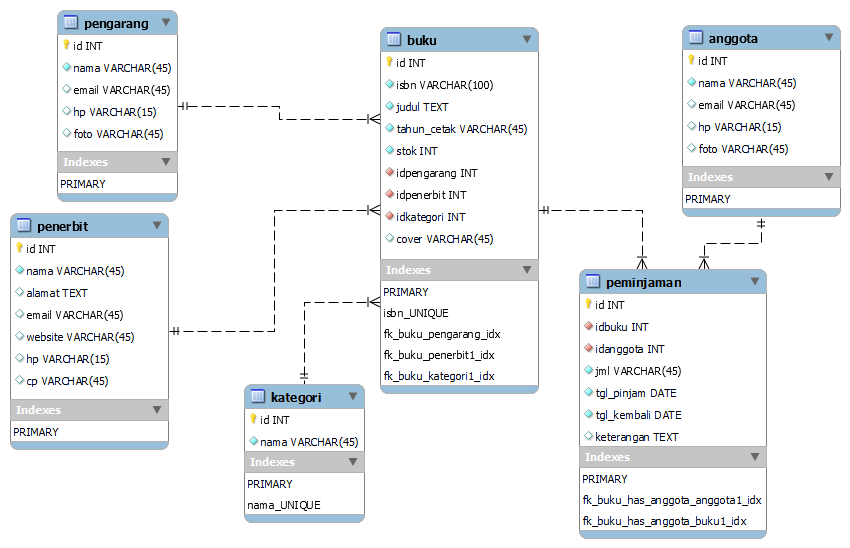 pengarang
id INT
nama VARCHAR(45)
email VARCHAR(45)
hp VARCHAR(15)
foto VARCHAR(45)
Indexes
PRIMARY
penerbit
id INT
nama VARCHAR(45)
alamat TEXT
email VARCHAR(45)
website VARCHAR(45)
hp VARCHAR(15)
cp VARCHAR(45)
Indexes
PRIMARY
kategori
id INT
nama VARCHAR(45)
Indexes
PRIMARY
nama_UNIQUE
buku
id INT
isbn VARCHAR(100)
judul TEXT
tahun_cetak VARCHAR(45)
stok INT
idpengarang INT
idpenerbit INT
idkategori INT
cover VARCHAR(45)
Indexes
PRIMARY
isbn_UNIQUE
fk_buku_pengarang_idx
fk_buku_penerbit1_idx
fk_buku_kategori1_idx
anggota
id INT
nama VARCHAR(45)
email VARCHAR(45)
hp VARCHAR(15)
foto VARCHAR(45)
Indexes
PRIMARY
peminjaman
id INT
idbuku INT
idanggota INT
jml VARCHAR(45)
tgl_pinjam DATE
tgl_kembali DATE
keterangan TEXT
Indexes
PRIMARY
fk_buku_has_anggota_anggota1_idx
fk_buku_has_anggota_buku1_idx